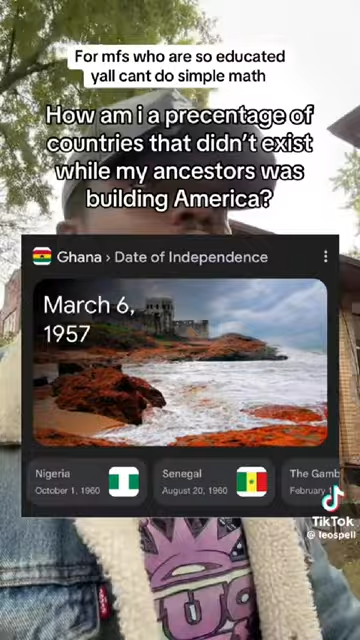 For mfs who are so educated
yall cant do simple math
How am i a precentage of
countries that didn't exist
while my ancestors was
building America?
Ghana › Date of Independence
March 6,
1957
Nigeria
October 1, 1960
Senegal
August 20, 1960
The Gamb
February 1
TikTok
@ leospell